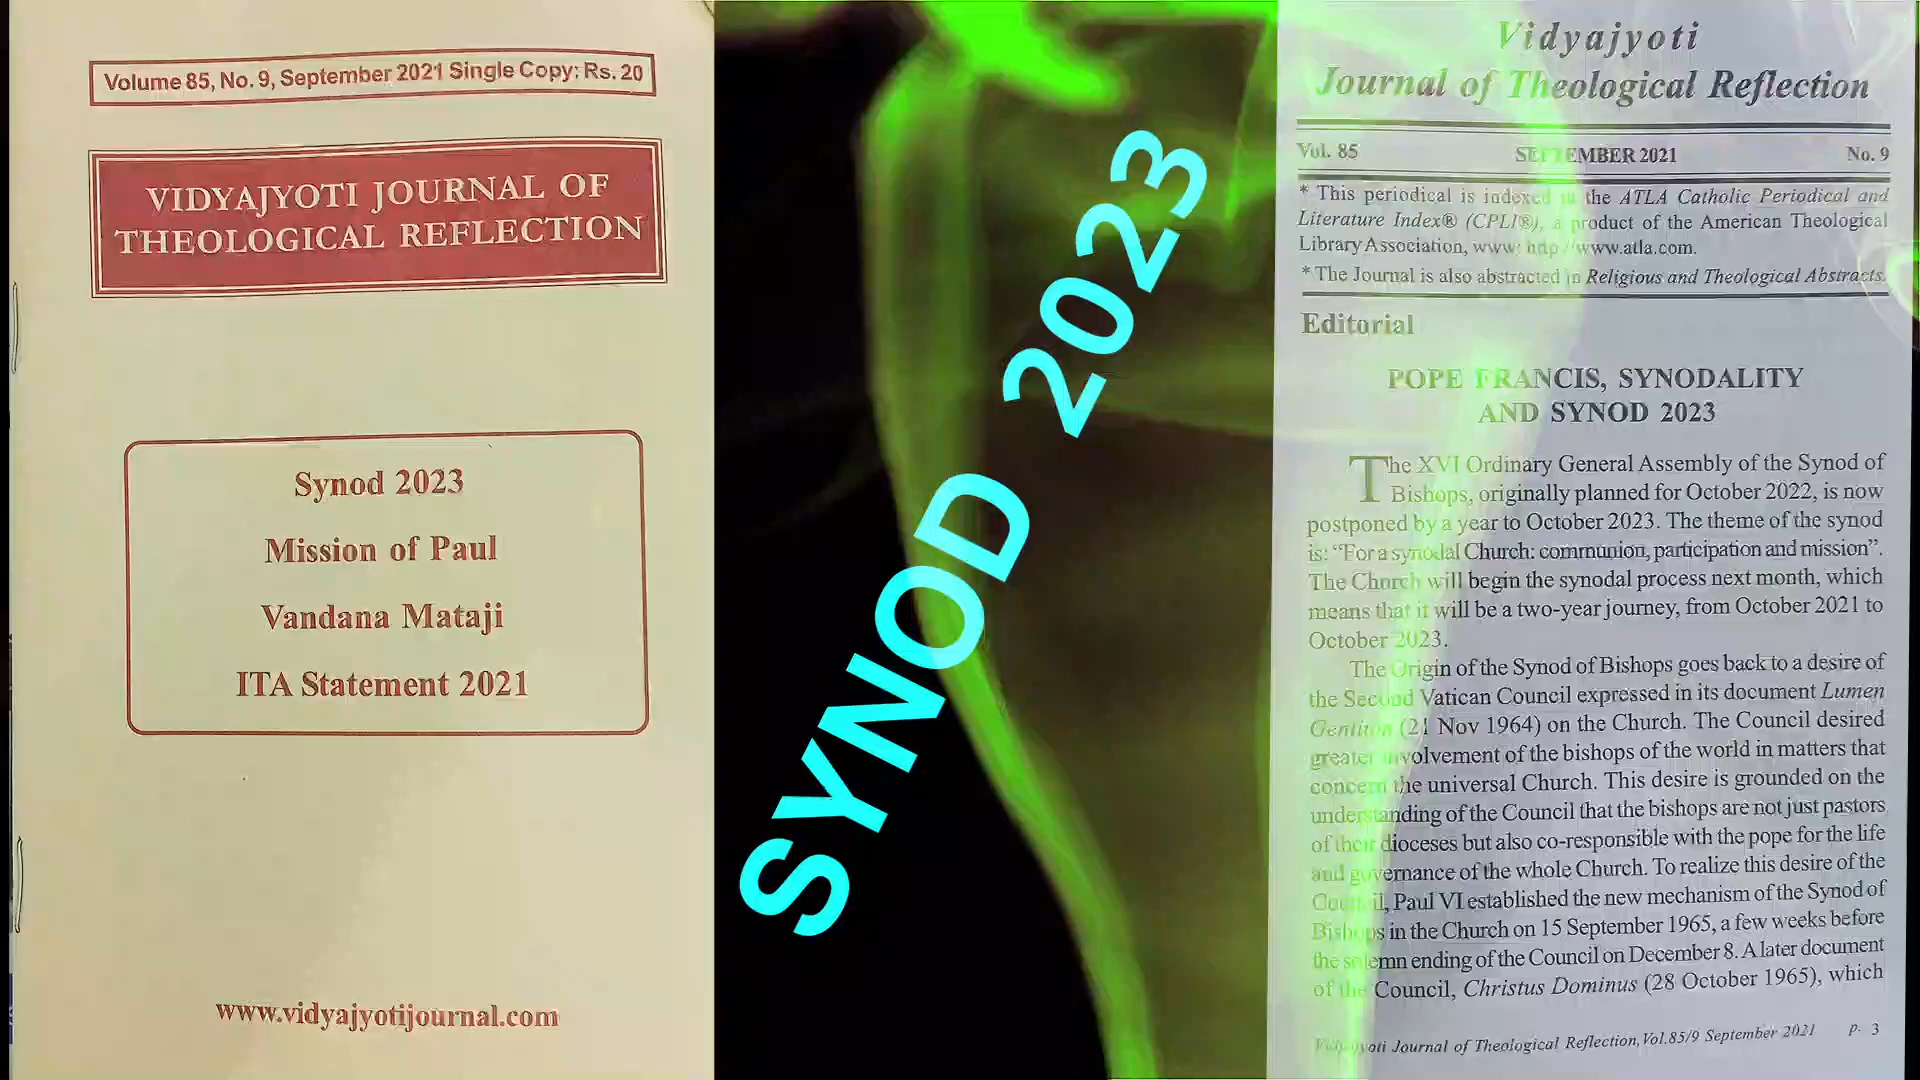 Volume 85, No. 9, September 2021 Single Copy: Rs. 20
VIDYAJYOTI JOURNAL OF
THEOLOGICAL REFLECTION
Synod 2023
Mission of Paul
Vandana Mataji
ITA Statement 2021
www.vidyajyotijournal.com
SYNOD 2023
Vidyajyoti
Journal of Theological Reflection
Vol. 85 SEPTEMBER 2021 No. 9
* This periodical is indexed in the ATLA Catholic Periodical and
Literature Index® (CPLI®), a product of the American Theological
Library Association, www: http://www.atla.com.
* The Journal is also abstracted in Religious and Theological Abstracts.
Editorial
POPE FRANCIS, SYNODALITY
AND SYNOD 2023
The XVI Ordinary General Assembly of the Synod of
Bishops, originally planned for October 2022, is now
postponed by a year to October 2023. The theme of the synod
is: “For a synodal Church: communion, participation and mission”.
The Church will begin the synodal process next month, which
means that it will be a two-year journey, from October 2021 to
October 2023.
The Origin of the Synod of Bishops goes back to a desire of
the Second Vatican Council expressed in its document Lumen
Gentium (21 Nov 1964) on the Church. The Council desired
greater involvement of the bishops of the world in matters that
concern the universal Church. This desire is grounded on the
understanding of the Council that the bishops are not just pastors
of their dioceses but also co-responsible with the pope for the life
and governance of the whole Church. To realize this desire of the
Council, Paul VI established the new mechanism of the Synod of
Bishops in the Church on 15 September 1965, a few weeks before
the solemn ending of the Council on December 8. A later document
of the Council, Christus Dominus (28 October 1965), which
Vidyajyoti Journal of Theological Reflection, Vol.85/9 September 2021 p. 3